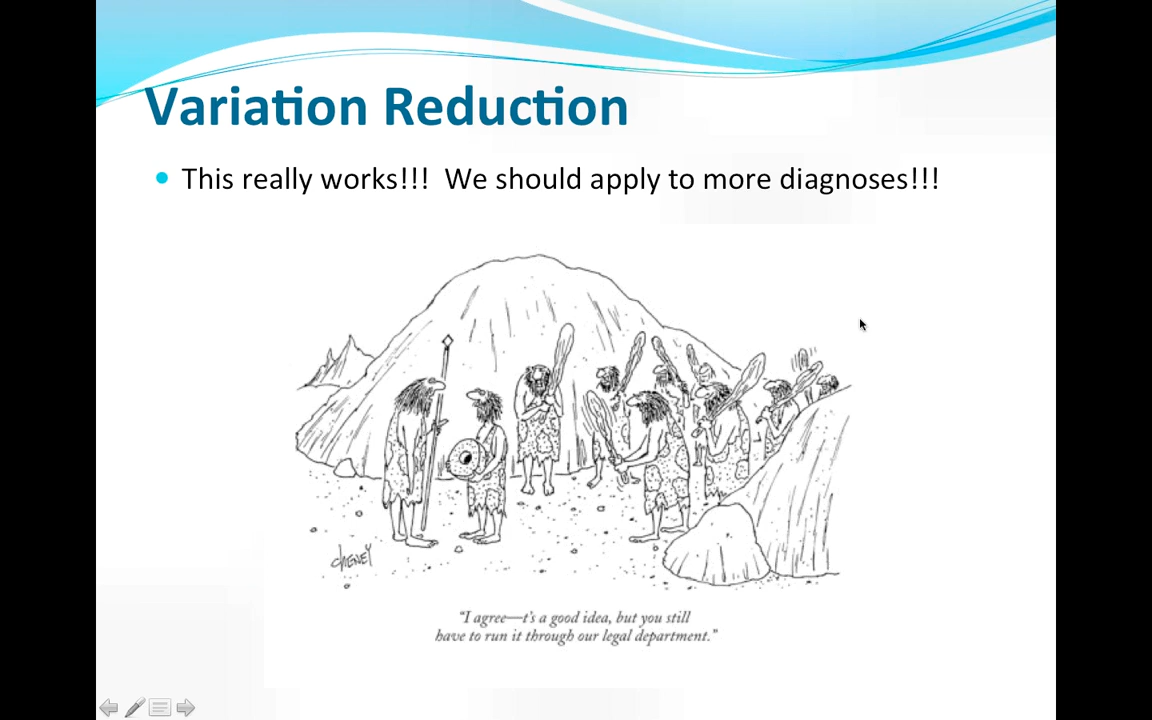 Variation Reduction
This really works!!! We should apply to more diagnoses!!!
CHENEY
“I agree—t's a good idea, but you still
have to run it through our legal department.”